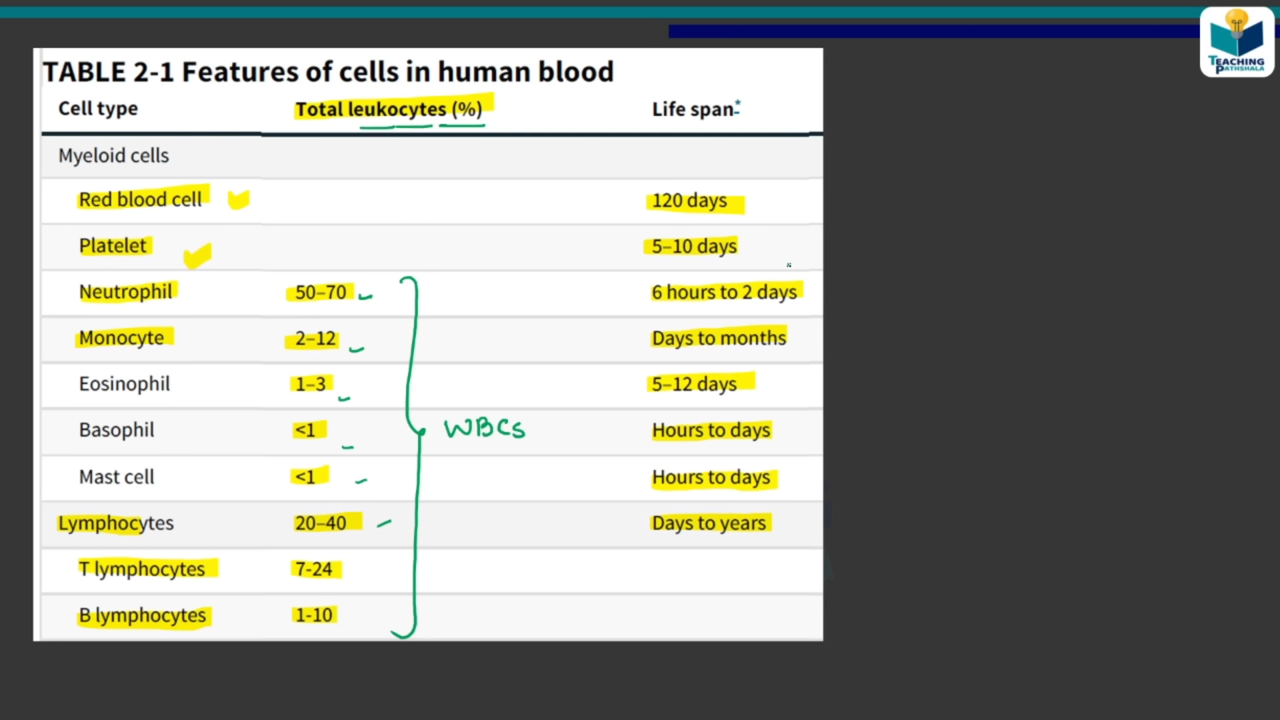 TEACHING
PATHSHALA
TABLE 2-1 Features of cells in human blood
Cell type Total leukocytes (%) Life span*
Myeloid cells
Red blood cell 120 days
Platelet 5–10 days
Neutrophil 50–70 6 hours to 2 days
Monocyte 2–12 Days to months
Eosinophil 1–3 5–12 days
Basophil <1 Hours to days
WBCs
Mast cell <1 Hours to days
Lymphocytes 20–40 Days to years
T lymphocytes 7-24
B lymphocytes 1-10